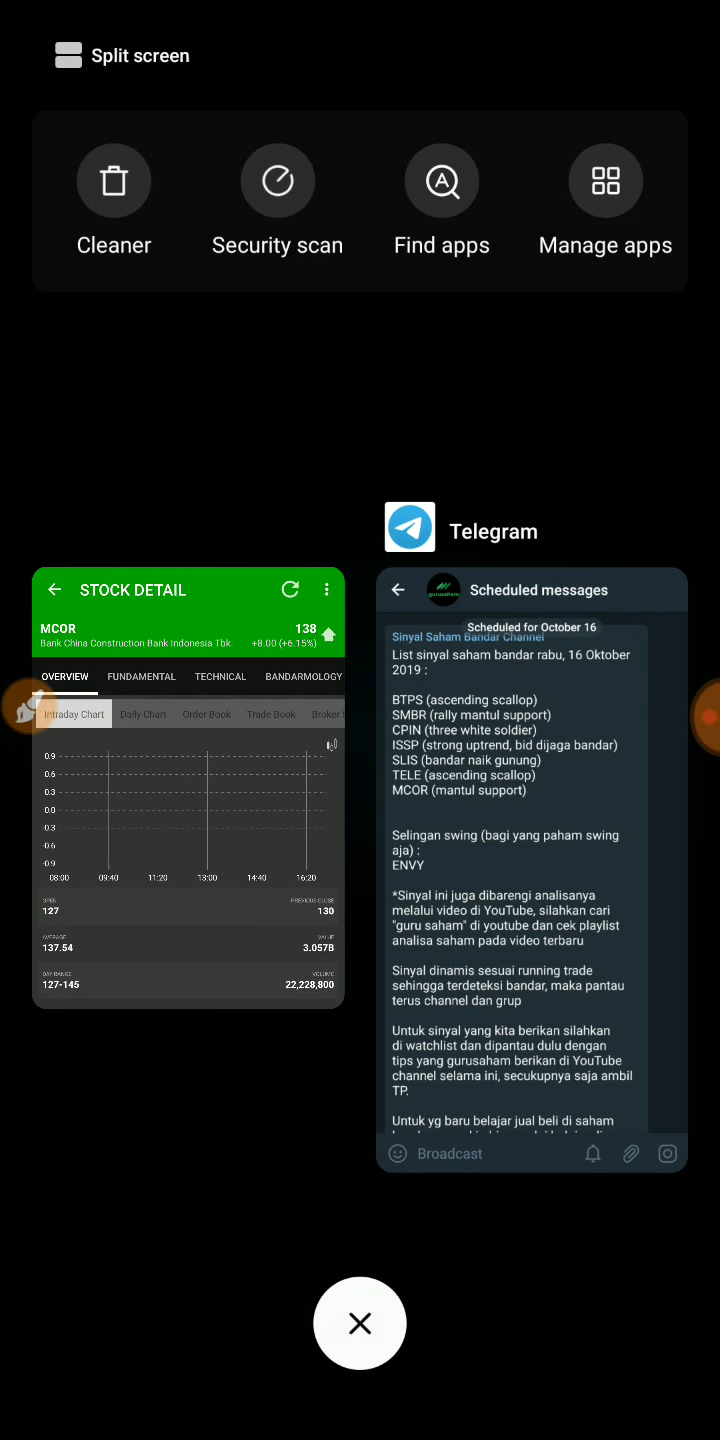 Split screen
Cleaner
Security scan
Find apps
Manage apps
STOCK DETAIL
MCOR
138
Bank China Construction Bank Indonesia Tbk.
+8.00 (+6.15%)
OVERVIEW
FUNDAMENTAL
TECHNICAL
BANDARMOLOGY
Intraday Chart
Daily Chart
Order Book
Trade Book
Broker
0.9
0.6
0.3
0.0
-0.3
-0.6
-0.9
08:00
09:40
11:20
13:00
14:40
16:20
OPEN
PREVIOUS CLOSE
127
130
AVERAGE
VALUE
137.54
3.057B
DAY RANGE
VOLUME
127-145
22,228,800
Telegram
gurusaham
Scheduled messages
Scheduled for October 16
Sinyal Saham Bandar Channel
List sinyal saham bandar rabu, 16 Oktober
2019 :
BTPS (ascending scallop)
SMBR (rally mantul support)
CPIN (three white soldier)
ISSP (strong uptrend, bid dijaga bandar)
SLIS (bandar naik gunung)
TELE (ascending scallop)
MCOR (mantul support)
Selingan swing (bagi yang paham swing
aja) :
ENVY
*Sinyal ini juga dibarengi analisanya
melalui video di YouTube, silahkan cari
"guru saham" di youtube dan cek playlist
analisa saham pada video terbaru
Sinyal dinamis sesuai running trade
sehingga terdeteksi bandar, maka pantau
terus channel dan grup
Untuk sinyal yang kita berikan silahkan
di watchlist dan dipantau dulu dengan
tips yang gurusaham berikan di YouTube
channel selama ini, secukupnya saja ambil
TP.
Untuk yg baru belajar jual beli di saham
Broadcast